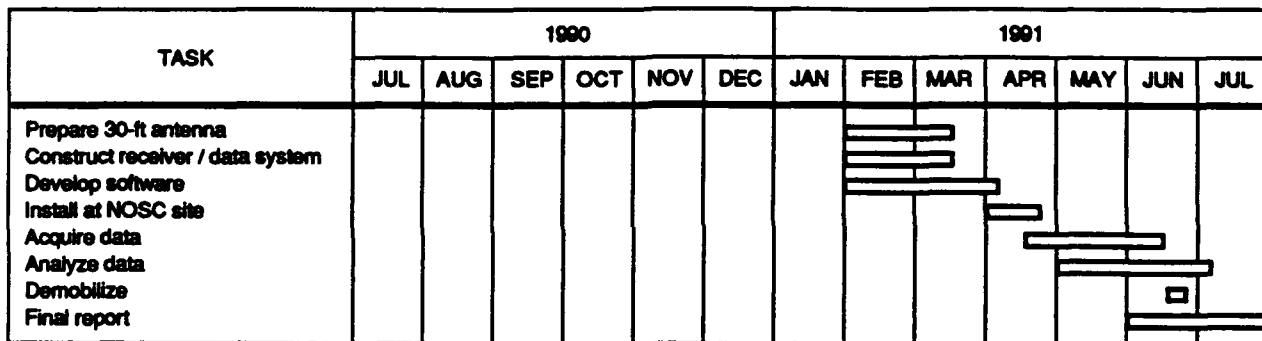 TASK
1990
1991
JUL AUG SEP OCT NOV DEC JAN FEB MAR APR MAY JUN JUL
Prepare 30-ft antenna
Construct receiver / data system
Develop software
Install at NOSC site
Acquire data
Analyze data
Demobilize
Final report